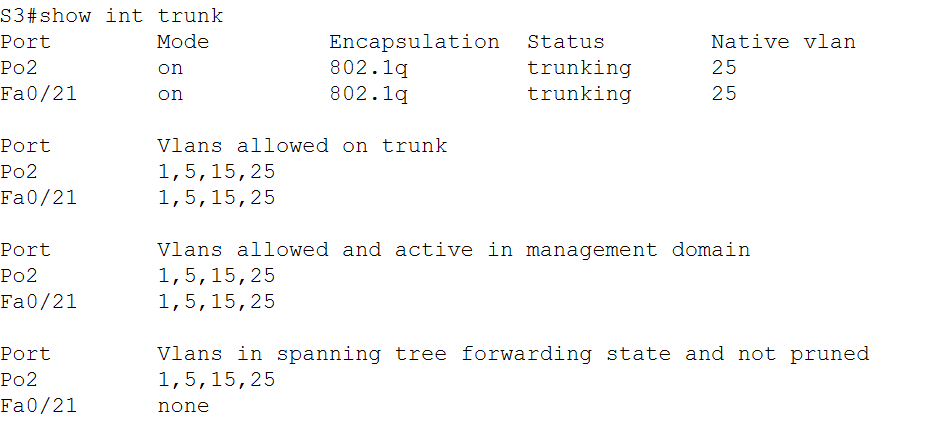 S3#show int trunk
Port        Mode         Encapsulation  Status        Native vlan
Po2         on           802.1q         trunking      25
Fa0/21      on           802.1q         trunking      25

Port        Vlans allowed on trunk
Po2         1,5,15,25
Fa0/21      1,5,15,25

Port        Vlans allowed and active in management domain
Po2         1,5,15,25
Fa0/21      1,5,15,25

Port        Vlans in spanning tree forwarding state and not pruned
Po2         1,5,15,25
Fa0/21      none